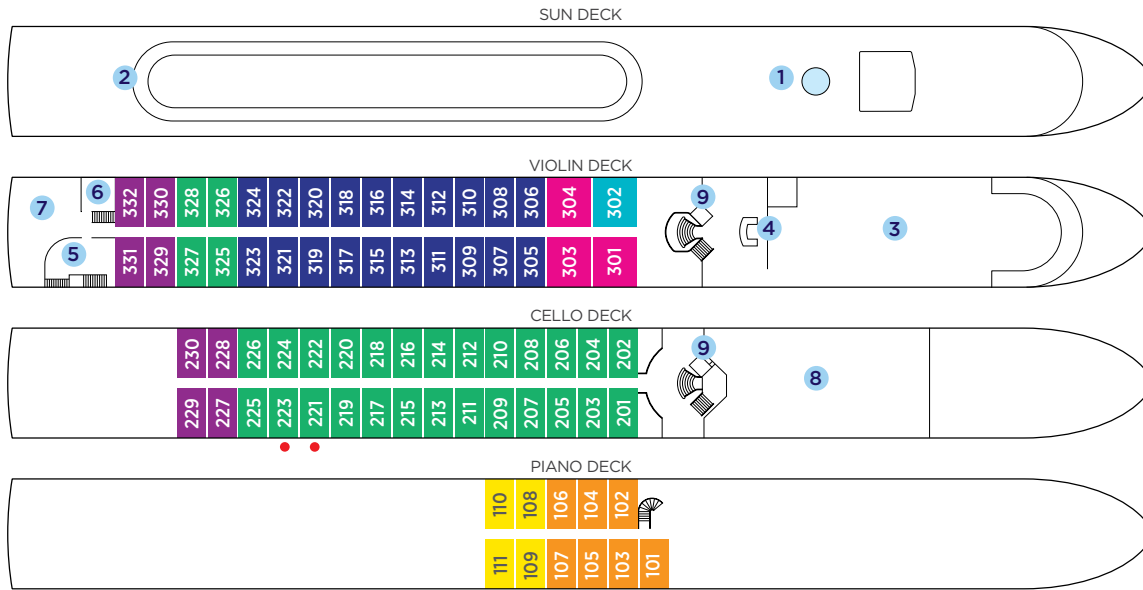 SUN DECK
2 1
VIOLIN DECK
7 6 332 330 328 326 324 322 320 318 316 314 312 310 308 306 304 302 9 4 3
5 331 329 327 325 323 321 319 317 315 313 311 309 307 305 303 301
CELLO DECK
230 228 226 224 222 220 218 216 214 212 210 208 206 204 202 9 8
229 227 225 223 221 219 217 215 213 211 209 207 205 203 201
PIANO DECK
110 108 106 104 102
111 109 107 105 103 101